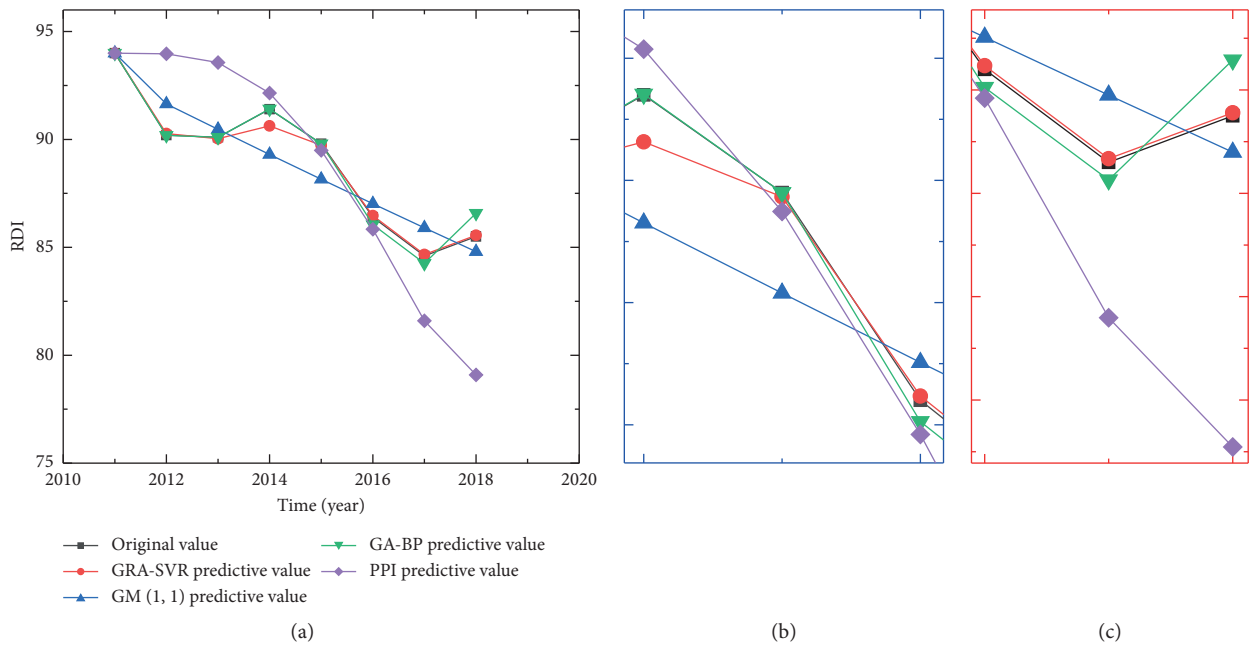 95
90
85
80
75
RDI
2010 2012 2014 2016 2018 2020
Time (year)
Original value
GRA-SVR predictive value
GM (1, 1) predictive value
GA-BP predictive value
PPI predictive value
(a)
(b)
(c)